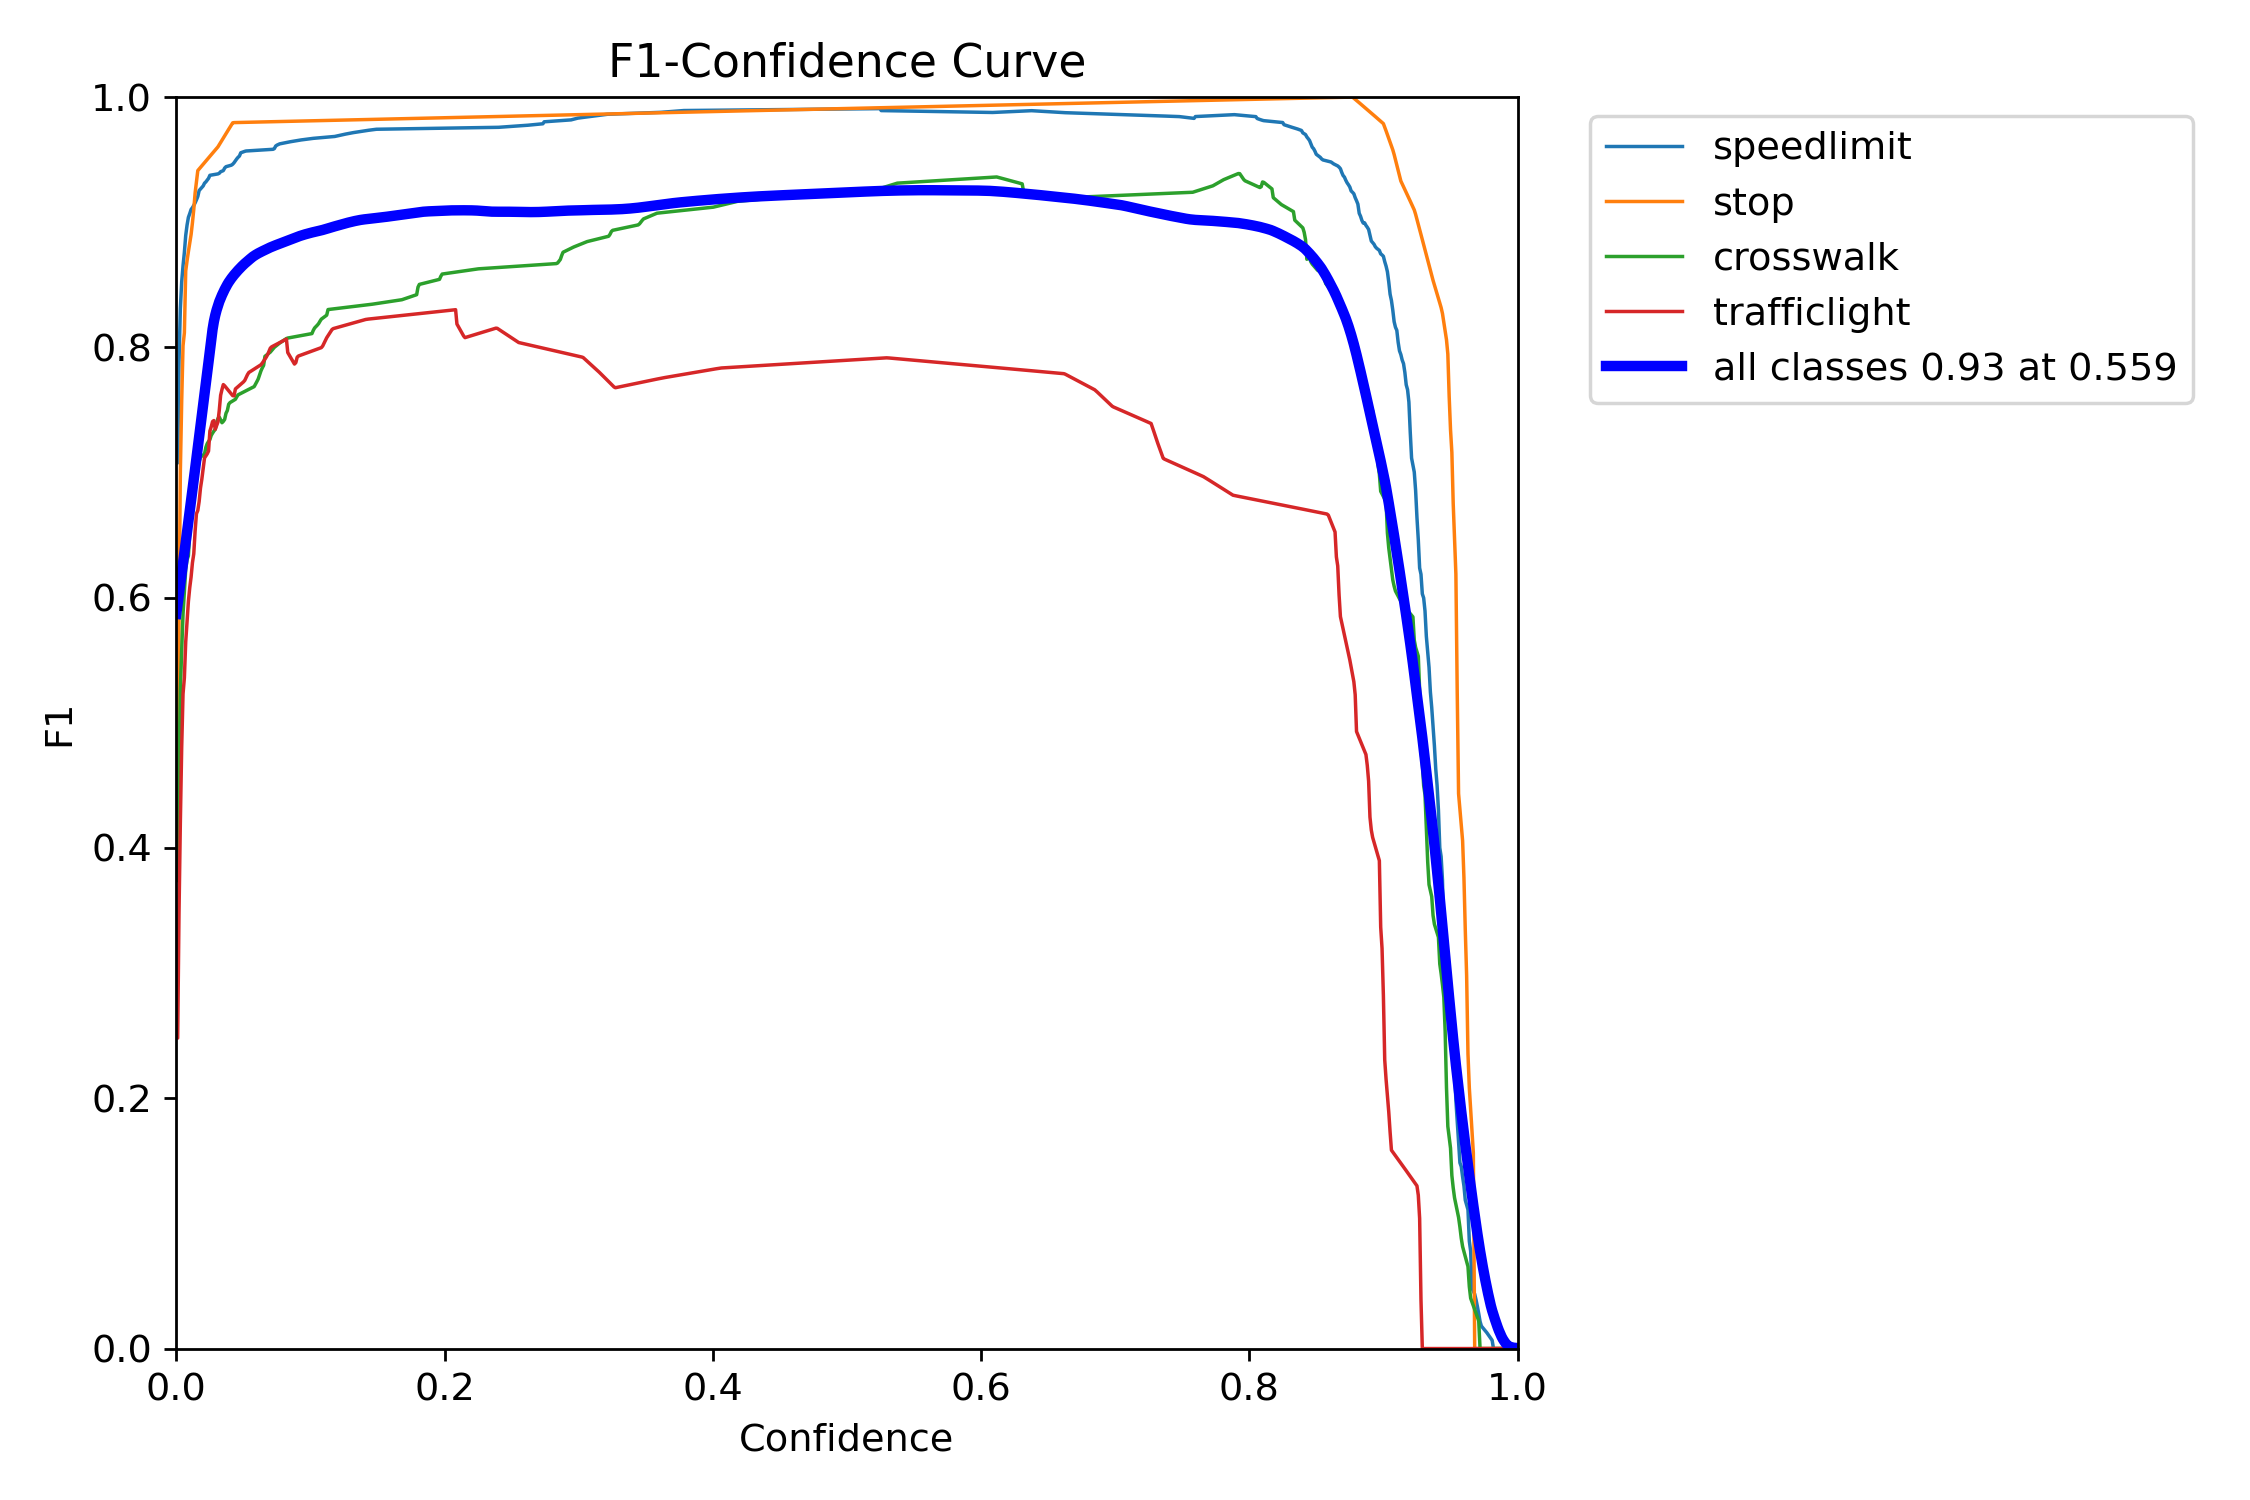 F1-Confidence Curve
1.0
0.8
0.6
0.4
0.2
0.0
F1
0.0 0.2 0.4 0.6 0.8 1.0
Confidence
speedlimit
stop
crosswalk
trafficlight
all classes 0.93 at 0.559